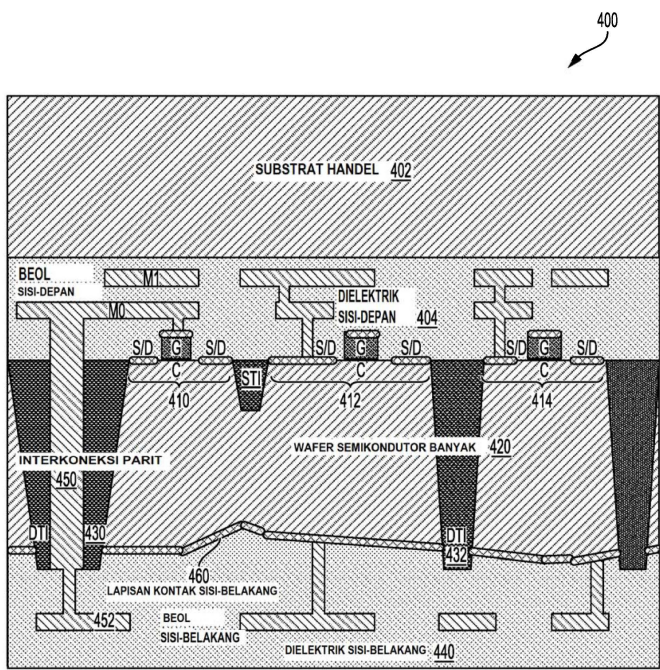 400
SUBSTRAT HANDEL 402
BEOL
SISI-DEPAN
M1
M0
DIELEKTRIK
SISI-DEPAN 404
S/D G S/D S/D G S/D S/D G S/D
C STI C C
410 412 414
WAFER SEMIKONDUTOR BANYAK 420
INTERKONEKSI PARIT
450
DTI 430 DTI
432
460
LAPISAN KONTAK SISI-BELAKANG
452 BEOL
SISI-BELAKANG
DIELEKTRIK SISI-BELAKANG 440